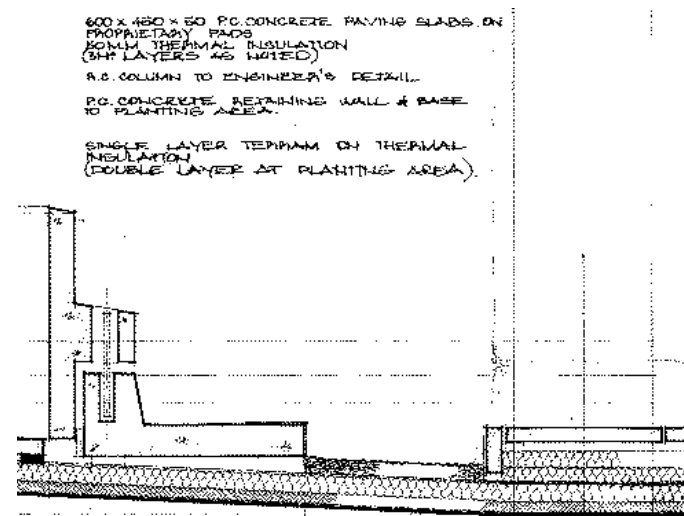 600 x 450 x 50 P.C. CONCRETE PAVING SLABS ON
PROPRIETARY PADS
50MM THERMAL INSULATION
(3Nº LAYERS AS NOTED)
R.C. COLUMN TO ENGINEER'S DETAIL.
P.C. CONCRETE RETAINING WALL & BASE
TO PLANTING AREA.
SINGLE LAYER TERRAM ON THERMAL
INSULATION
(DOUBLE LAYER AT PLANTING AREA).